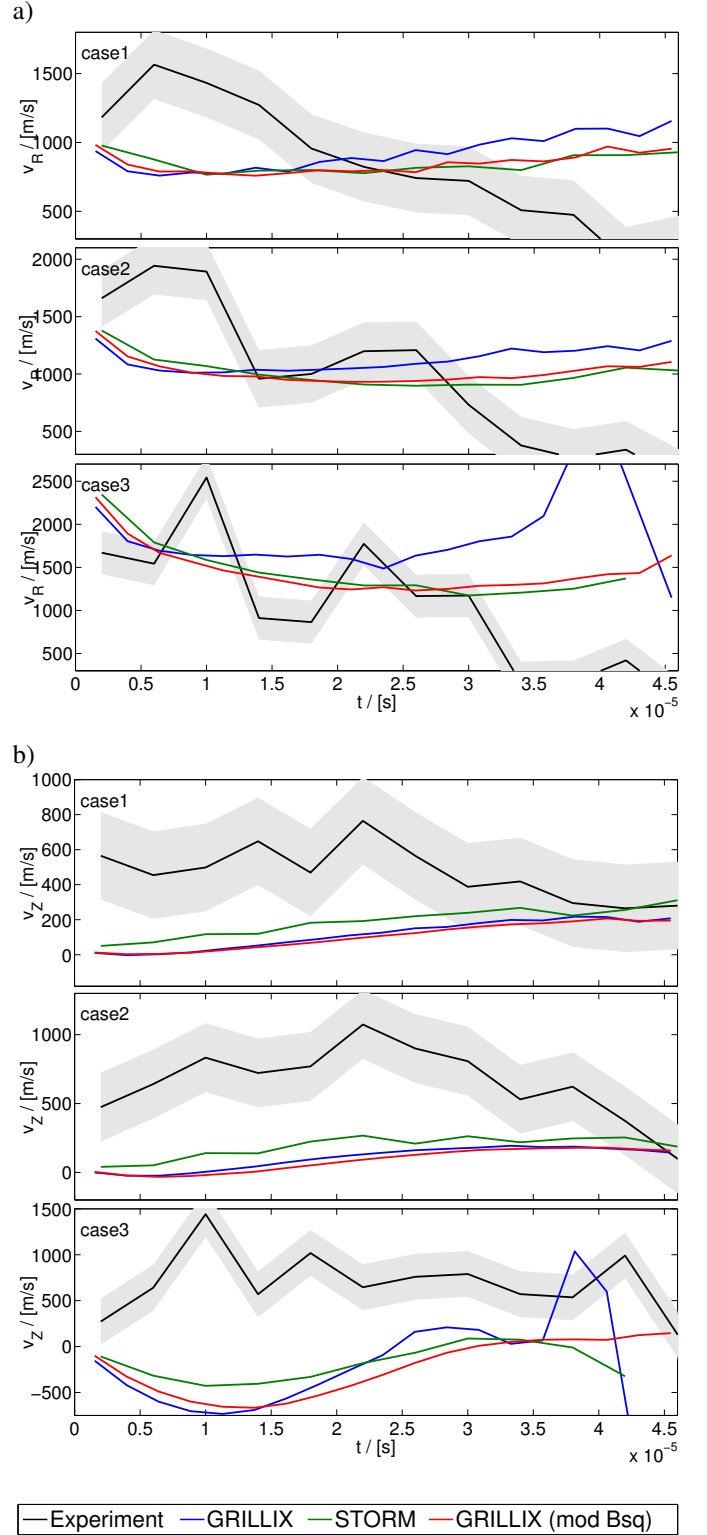 a)
case1
1500
1000
500
v_R / [m/s]
case2
2000
1500
1000
500
v_R / [m/s]
case3
2500
2000
1500
1000
500
v_R / [m/s]
0 0.5 1 1.5 2 2.5 3 3.5 4 4.5
t / [s]
x 10⁻⁵
b)
1000
case1
800
600
400
200
0
v_Z / [m/s]
case2
1000
500
0
v_Z / [m/s]
1500
case3
1000
500
0
−500
v_Z / [m/s]
0 0.5 1 1.5 2 2.5 3 3.5 4 4.5
t / [s]
x 10⁻⁵
Experiment GRILLIX STORM GRILLIX (mod Bsq)